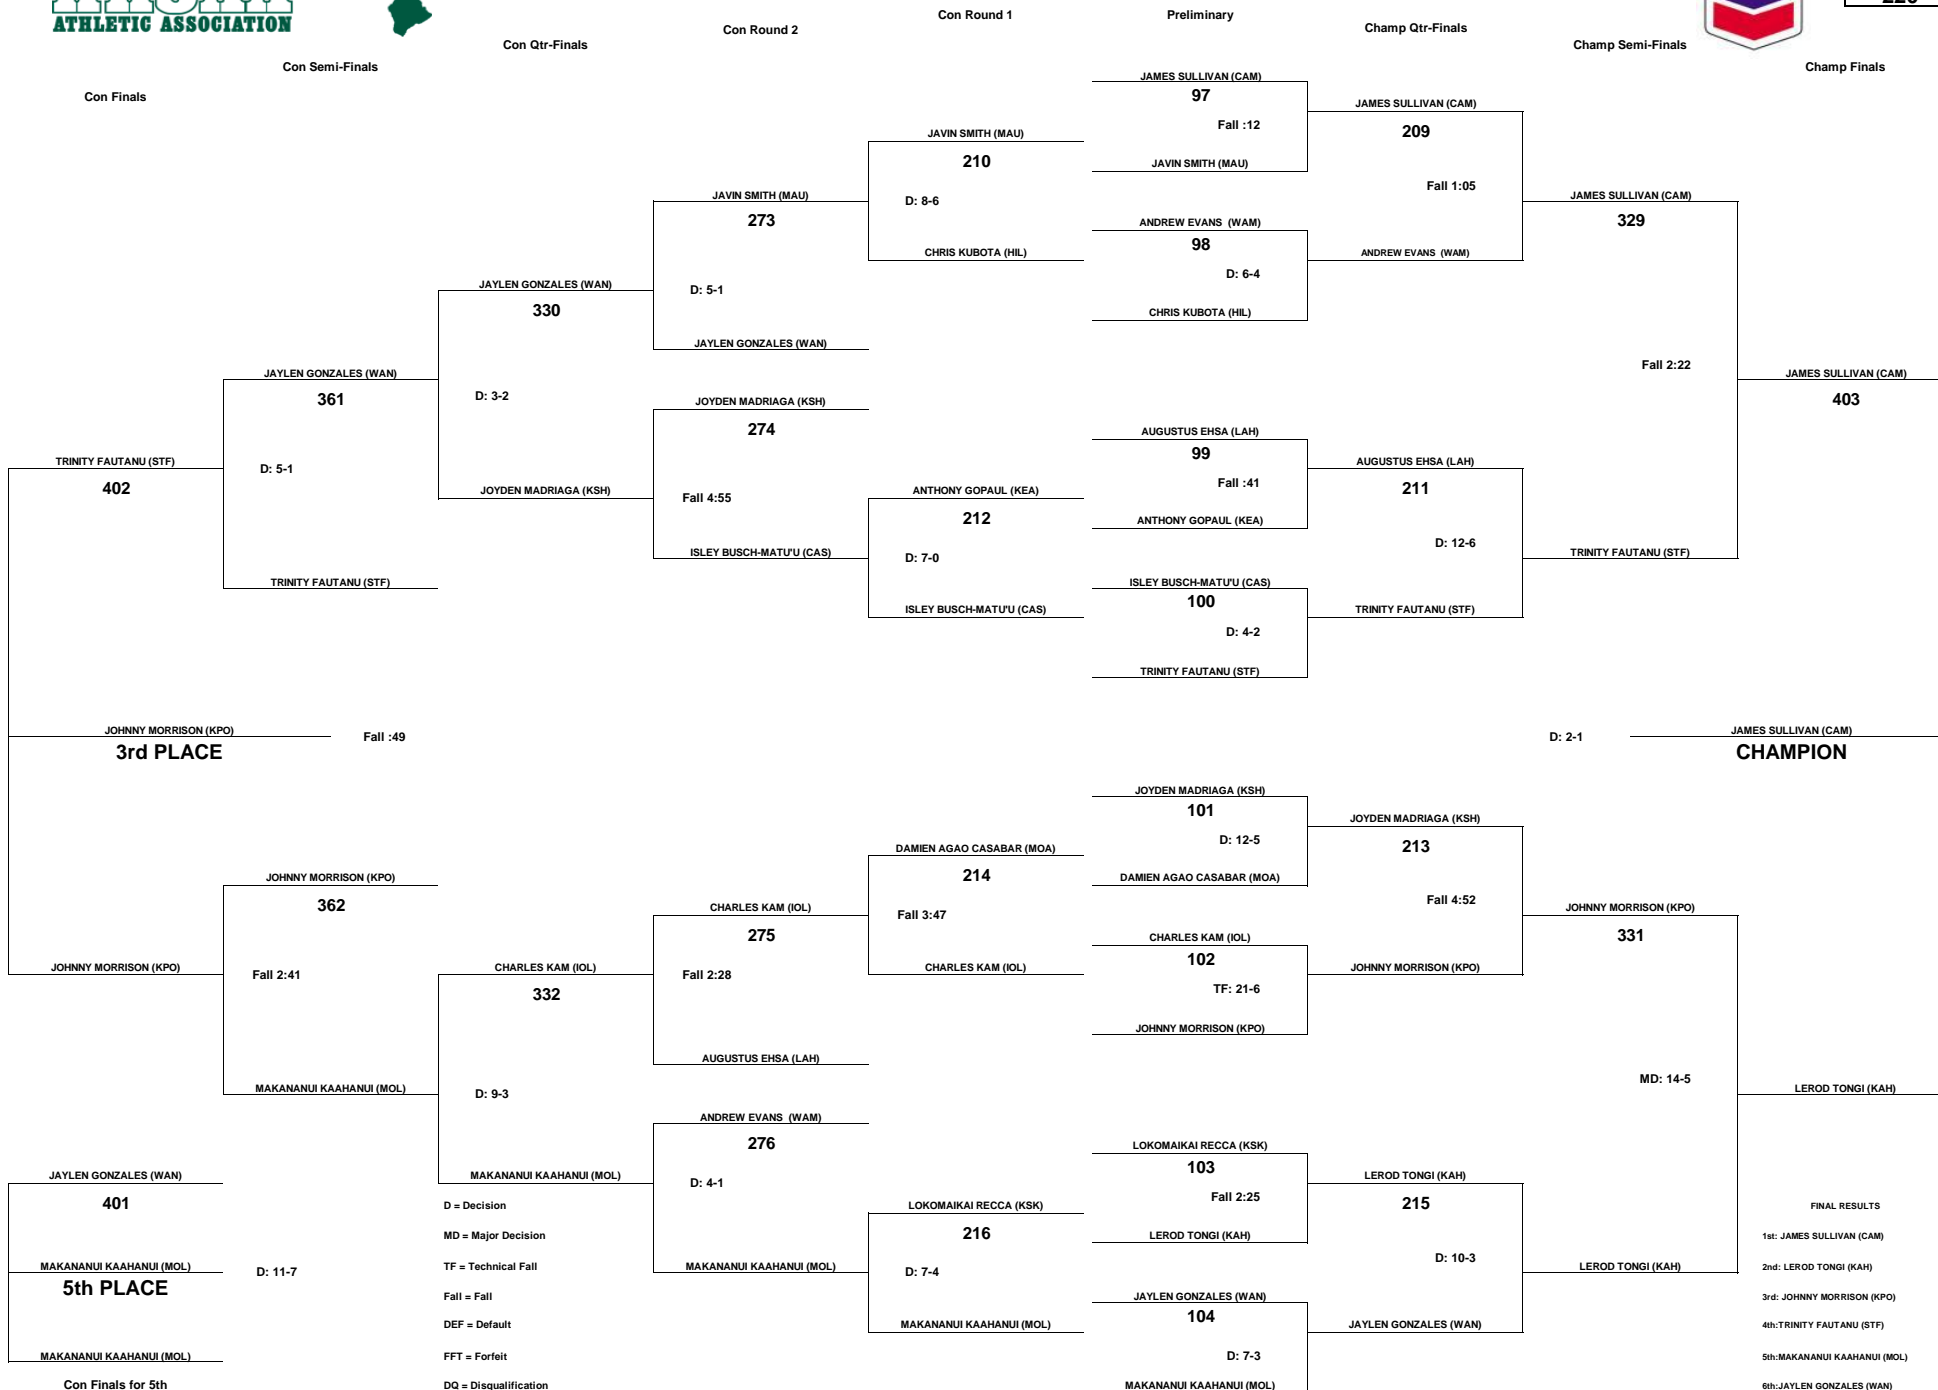 ATHLETIC ASSOCIATION
Con Round 1
Preliminary
Con Round 2
Champ Qtr-Finals
Con Qtr-Finals
Champ Semi-Finals
Con Semi-Finals
Champ Finals
Con Finals
JAMES SULLIVAN (CAM)
97
Fall :12
JAVIN SMITH (MAU)
JAMES SULLIVAN (CAM)
209
Fall 1:05
ANDREW EVANS (WAM)
JAVIN SMITH (MAU)
210
D: 8-6
CHRIS KUBOTA (HIL)
ANDREW EVANS (WAM)
98
D: 6-4
CHRIS KUBOTA (HIL)
JAVIN SMITH (MAU)
273
D: 5-1
JAYLEN GONZALES (WAN)
JAMES SULLIVAN (CAM)
329
Fall 2:22
TRINITY FAUTANU (STF)
JAYLEN GONZALES (WAN)
330
D: 3-2
JOYDEN MADRIAGA (KSH)
JAYLEN GONZALES (WAN)
361
D: 5-1
TRINITY FAUTANU (STF)
JOYDEN MADRIAGA (KSH)
274
Fall 4:55
ISLEY BUSCH-MATU'U (CAS)
JAMES SULLIVAN (CAM)
403
AUGUSTUS EHSA (LAH)
99
Fall :41
ANTHONY GOPAUL (KEA)
AUGUSTUS EHSA (LAH)
211
D: 12-6
TRINITY FAUTANU (STF)
TRINITY FAUTANU (STF)
402
ANTHONY GOPAUL (KEA)
212
D: 7-0
ISLEY BUSCH-MATU'U (CAS)
ISLEY BUSCH-MATU'U (CAS)
100
D: 4-2
TRINITY FAUTANU (STF)
JOHNNY MORRISON (KPO)
3rd PLACE
Fall :49
D: 2-1
JAMES SULLIVAN (CAM)
CHAMPION
JOYDEN MADRIAGA (KSH)
101
D: 12-5
DAMIEN AGAO CASABAR (MOA)
JOYDEN MADRIAGA (KSH)
213
Fall 4:52
JOHNNY MORRISON (KPO)
DAMIEN AGAO CASABAR (MOA)
214
Fall 3:47
CHARLES KAM (IOL)
JOHNNY MORRISON (KPO)
362
Fall 2:41
MAKANANUI KAAHANUI (MOL)
CHARLES KAM (IOL)
275
Fall 2:28
AUGUSTUS EHSA (LAH)
CHARLES KAM (IOL)
102
TF: 21-6
JOHNNY MORRISON (KPO)
JOHNNY MORRISON (KPO)
331
MD: 14-5
LEROD TONGI (KAH)
JOHNNY MORRISON (KPO)
CHARLES KAM (IOL)
332
D: 9-3
MAKANANUI KAAHANUI (MOL)
LEROD TONGI (KAH)
ANDREW EVANS (WAM)
276
D: 4-1
MAKANANUI KAAHANUI (MOL)
LOKOMAIKAI RECCA (KSK)
103
Fall 2:25
LEROD TONGI (KAH)
LEROD TONGI (KAH)
215
D: 10-3
JAYLEN GONZALES (WAN)
LOKOMAIKAI RECCA (KSK)
216
D: 7-4
MAKANANUI KAAHANUI (MOL)
JAYLEN GONZALES (WAN)
104
D: 7-3
MAKANANUI KAAHANUI (MOL)
JAYLEN GONZALES (WAN)
401
MAKANANUI KAAHANUI (MOL)
5th PLACE
D: 11-7
MAKANANUI KAAHANUI (MOL)
Con Finals for 5th
D = Decision
MD = Major Decision
TF = Technical Fall
Fall = Fall
DEF = Default
FFT = Forfeit
DQ = Disqualification
FINAL RESULTS
1st: JAMES SULLIVAN (CAM)
2nd: LEROD TONGI (KAH)
3rd: JOHNNY MORRISON (KPO)
4th:TRINITY FAUTANU (STF)
5th:MAKANANUI KAAHANUI (MOL)
6th:JAYLEN GONZALES (WAN)